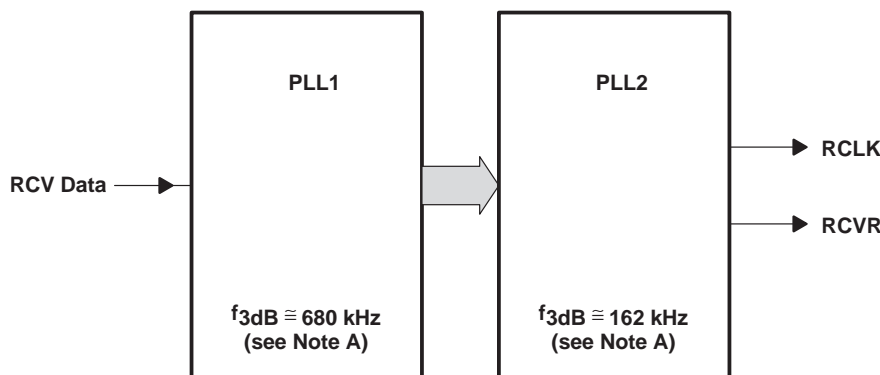 PLL1
PLL2
RCLK
RCV Data
RCVR
f3dB ≅ 680 kHz
(see Note A)
f3dB ≅ 162 kHz
(see Note A)